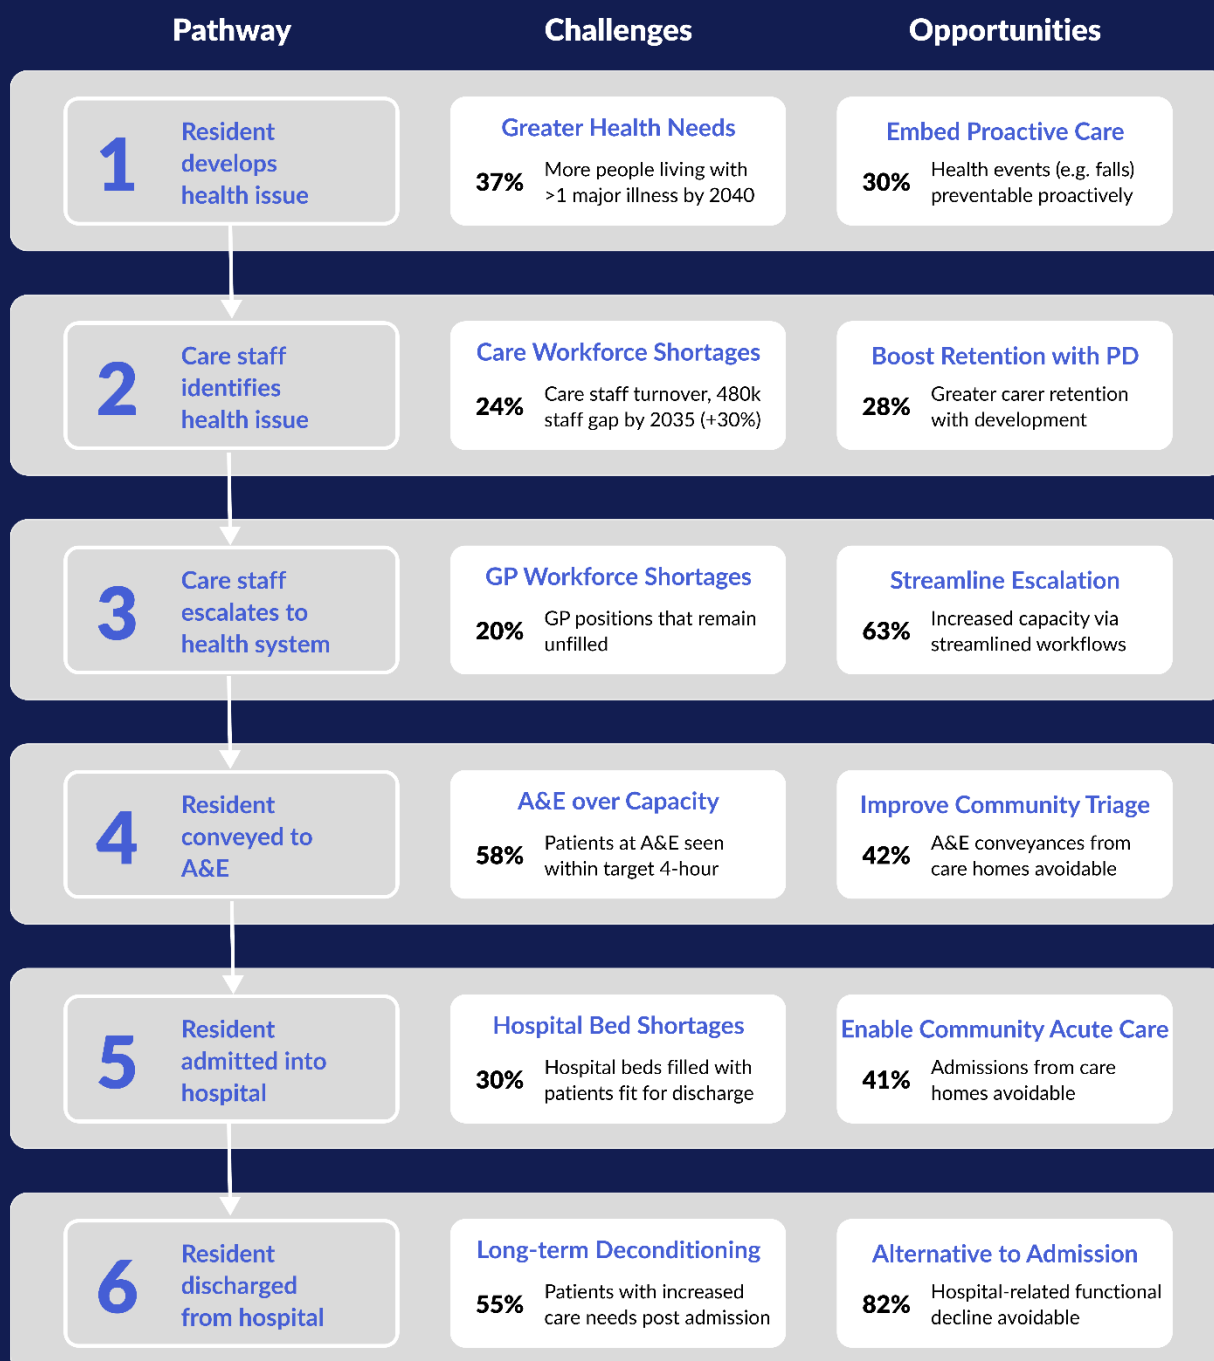 Pathway
Challenges
Opportunities
1
Resident
develops
health issue
Greater Health Needs
37%
More people living with
>1 major illness by 2040
Embed Proactive Care
30%
Health events (e.g. falls)
preventable proactively
2
Care staff
identifies
health issue
Care Workforce Shortages
24%
Care staff turnover, 480k
staff gap by 2035 (+30%)
Boost Retention with PD
28%
Greater carer retention
with development
3
Care staff
escalates to
health system
GP Workforce Shortages
20%
GP positions that remain
unfilled
Streamline Escalation
63%
Increased capacity via
streamlined workflows
4
Resident
conveyed to
A&E
A&E over Capacity
58%
Patients at A&E seen
within target 4-hour
Improve Community Triage
42%
A&E conveyances from
care homes avoidable
5
Resident
admitted into
hospital
Hospital Bed Shortages
30%
Hospital beds filled with
patients fit for discharge
Enable Community Acute Care
41%
Admissions from care
homes avoidable
6
Resident
discharged
from hospital
Long-term Deconditioning
55%
Patients with increased
care needs post admission
Alternative to Admission
82%
Hospital-related functional
decline avoidable